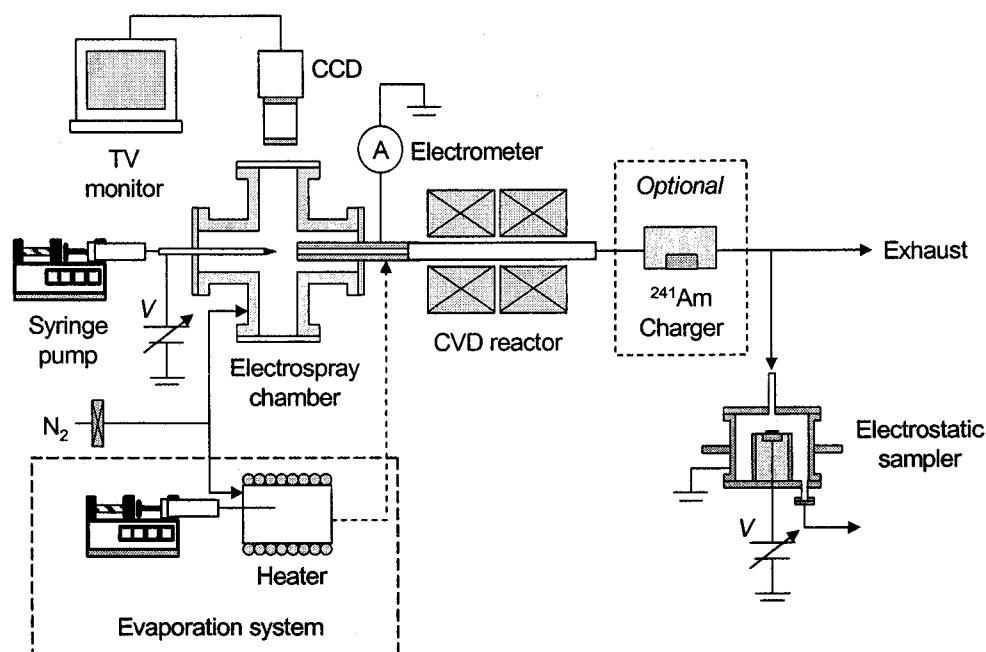 CCD
TV
monitor
A
Electrometer
Optional
Exhaust
²⁴¹Am
Charger
V
Syringe
pump
CVD reactor
Electrospray
chamber
N₂
Electrostatic
sampler
V
Heater
Evaporation system